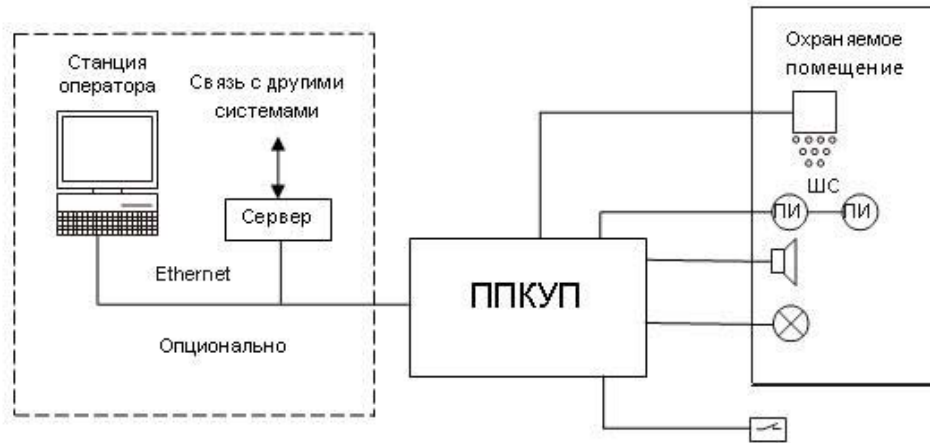 Станция
оператора
Связь с другими
системами
Сервер
Ethernet
Опционально
ППКУП
Охраняемое
помещение
ШС
ПИ ПИ